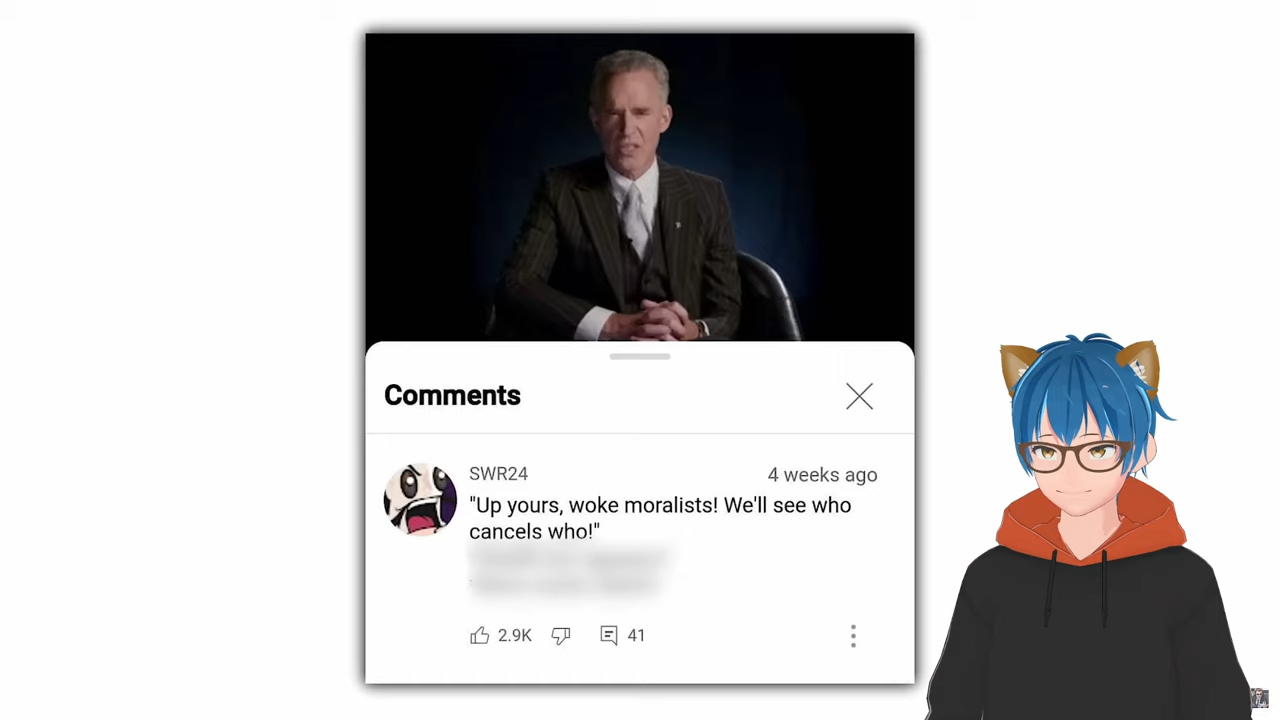 Comments
SWR24
4 weeks ago
"Up yours, woke moralists! We'll see who
cancels who!"
2.9K
41